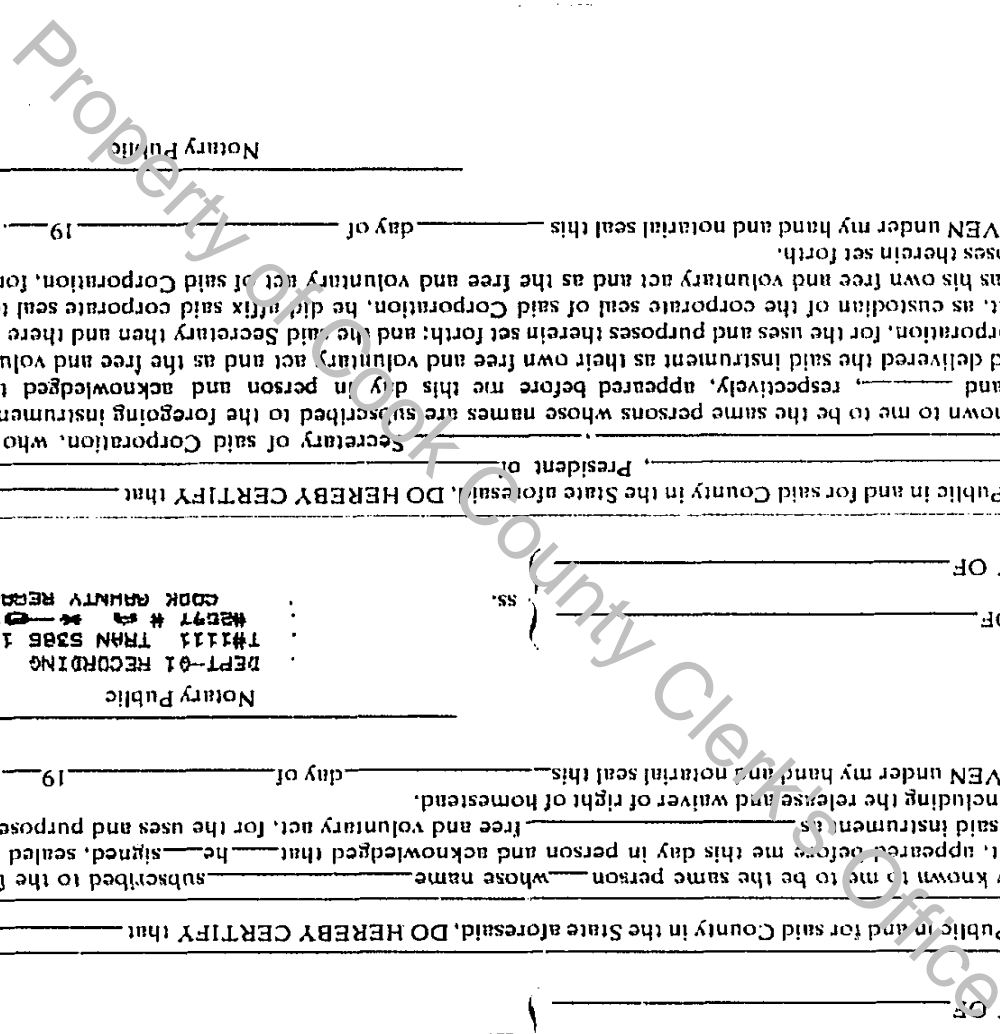 OF
Public in and for said County in the State aforesaid, DO HEREBY CERTIFY that
known to me to be the same person whose name subscribed to the
t, appeared before me this day in person and acknowledged that he signed, sealed
said instrument as free and voluntary act, for the uses and purpose
including the release and waiver of right of homestead.
VEN under my hand and notarial seal this day of 19
Notary Public
DEPT-01 RECORDING
T#1111 TRAN 5386 1
#2097 #
COOK COUNTY RECOR
OF
OF
ss.
Public in and for said County in the State aforesaid, DO HEREBY CERTIFY that
, President of
, Secretary of said Corporation, who
nown to me to be the same persons whose names are subscribed to the foregoing instrumen
and , respectively, appeared before me this day in person and acknowledged t
d delivered the said instrument as their own free and voluntary act and as the free and volu
rporation, for the uses and purposes therein set forth; and the said Secretary then and there
t, as custodian of the corporate seal of said Corporation, he did affix said corporate seal t
as his own free and voluntary act and as the free and voluntary act of said Corporation, for
oses therein set forth.
VEN under my hand and notarial seal this day of 19 .
Notary Public
Property of Cook County Clerk's Office